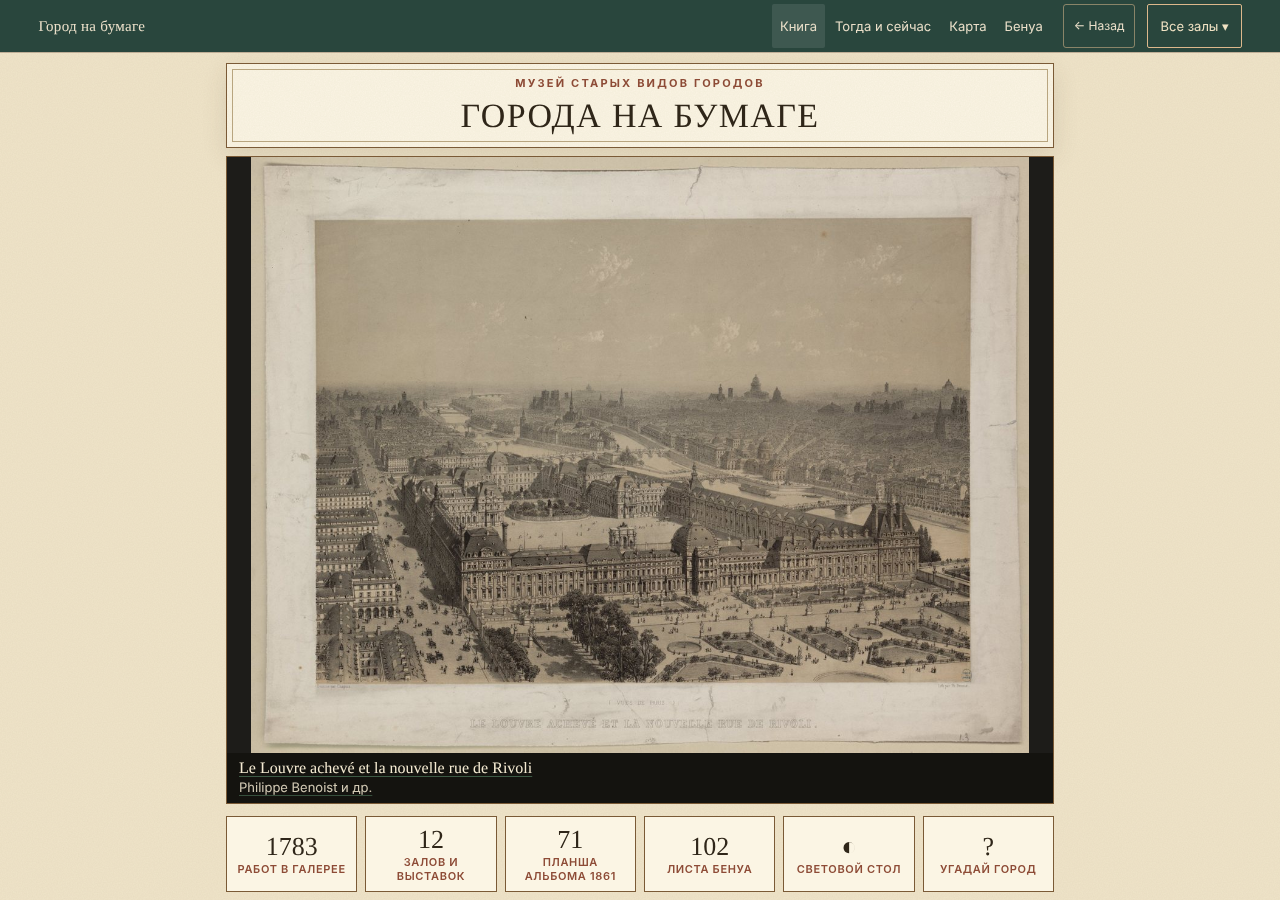 Город на бумаге
Книга Тогда и сейчас Карта Бенуа ← Назад Все залы ▾
МУЗЕЙ СТАРЫХ ВИДОВ ГОРОДОВ
ГОРОДА НА БУМАГЕ
LE LOUVRE ACHEVÉ ET LA NOUVELLE RUE DE RIVOLI.
Le Louvre achevé et la nouvelle rue de Rivoli
Philippe Benoist и др.
1783
РАБОТ В ГАЛЕРЕЕ
12
ЗАЛОВ И
ВЫСТАВОК
71
ПЛАНША
АЛЬБОМА 1861
102
ЛИСТА БЕНУА
СВЕТОВОЙ СТОЛ
?
УГАДАЙ ГОРОД